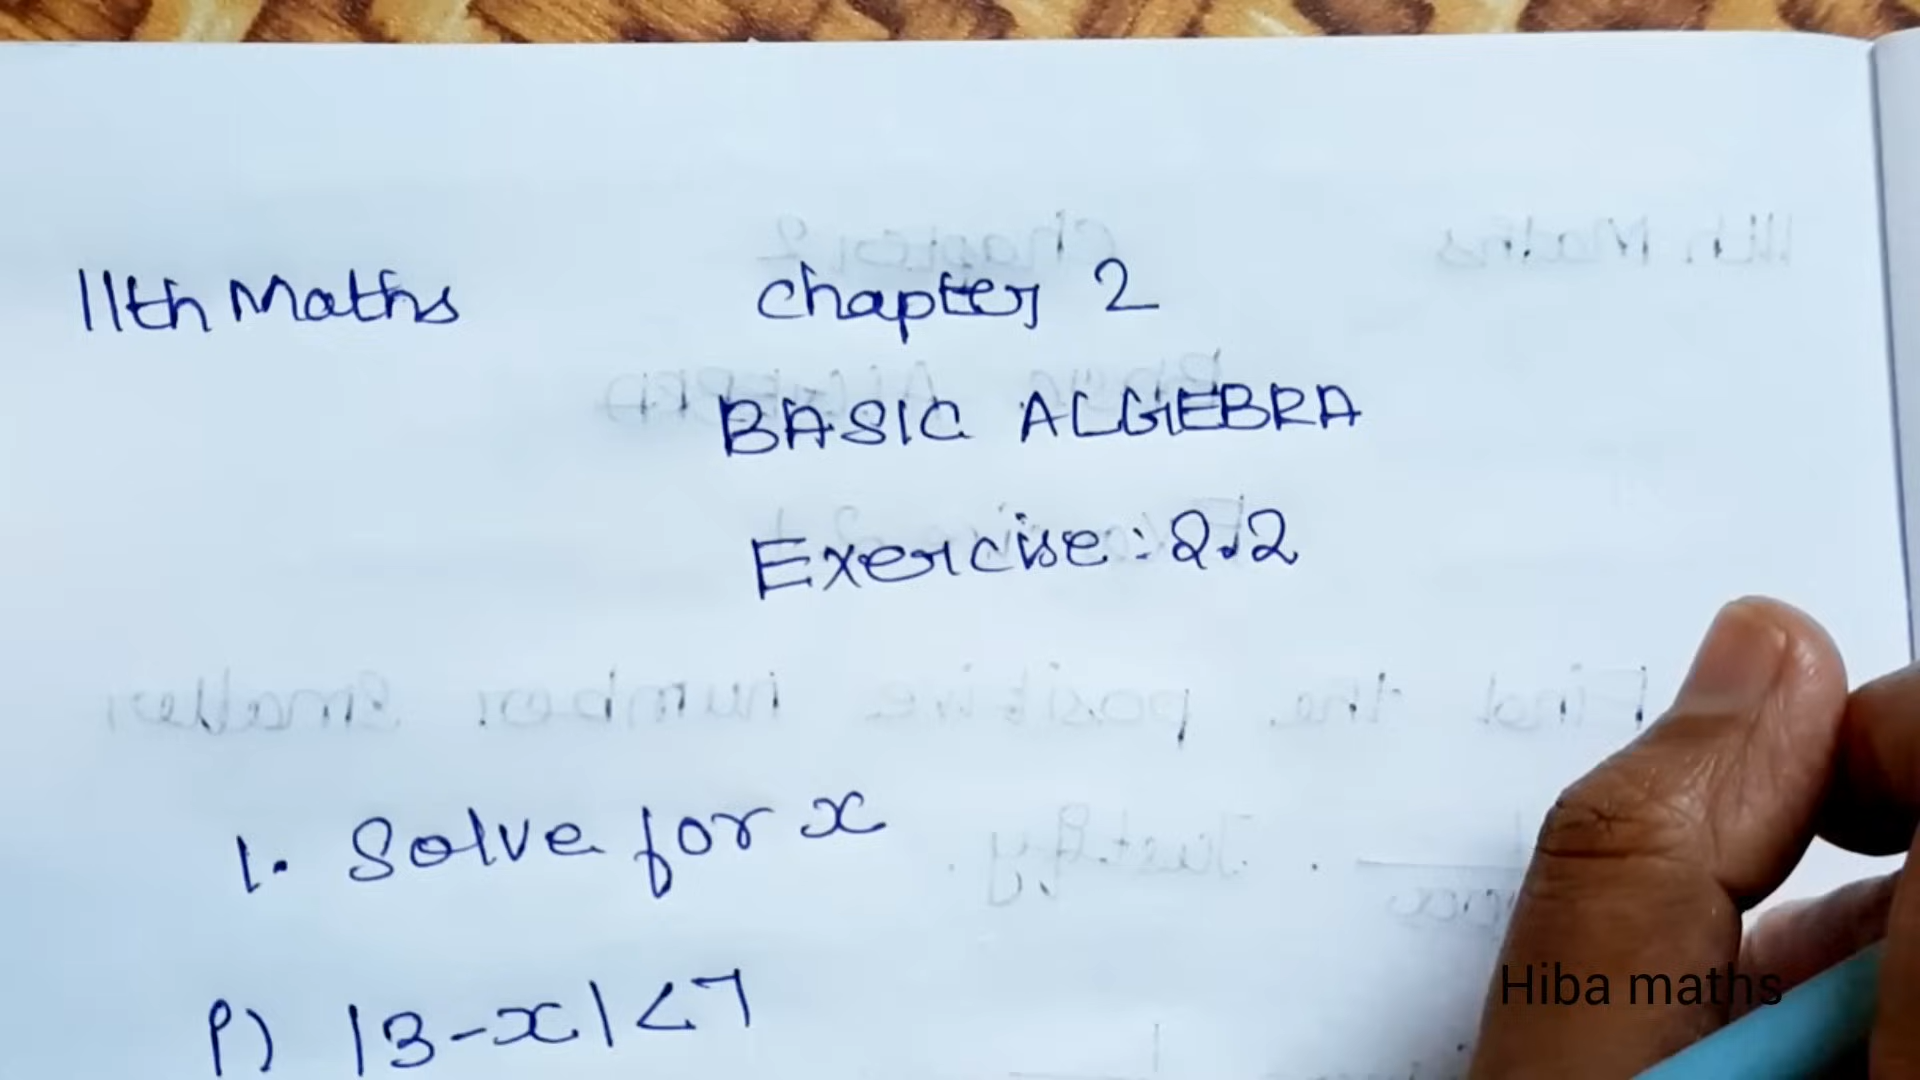 11th Maths chapter 2
BASIC ALGEBRA
Exercise: 2.2
1. Solve for x
i) |3-x|<7
Hiba maths